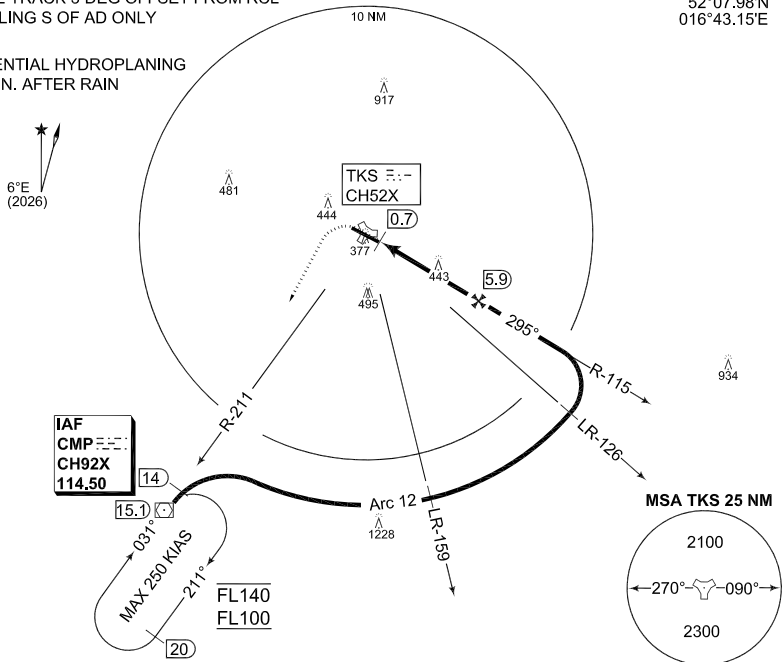 TRACK 3 DEG OFFSET FROM
LING S OF AD ONLY
ENTIAL HYDROPLANING
N. AFTER RAIN
52°07.98'N
016°43.15'E
10 NM
917
6°E
(2026)
481
444
TKS
CH52X
0.7
377
443
495
5.9
295°
R-115
934
R-211
LR-126
IAF
CMP
CH92X
114.50
14
15.1
Arc 12
1228
LR-159
031°
MAX 250 KIAS
211°
FL140
FL100
20
MSA TKS 25 NM
2100
270°
090°
2300